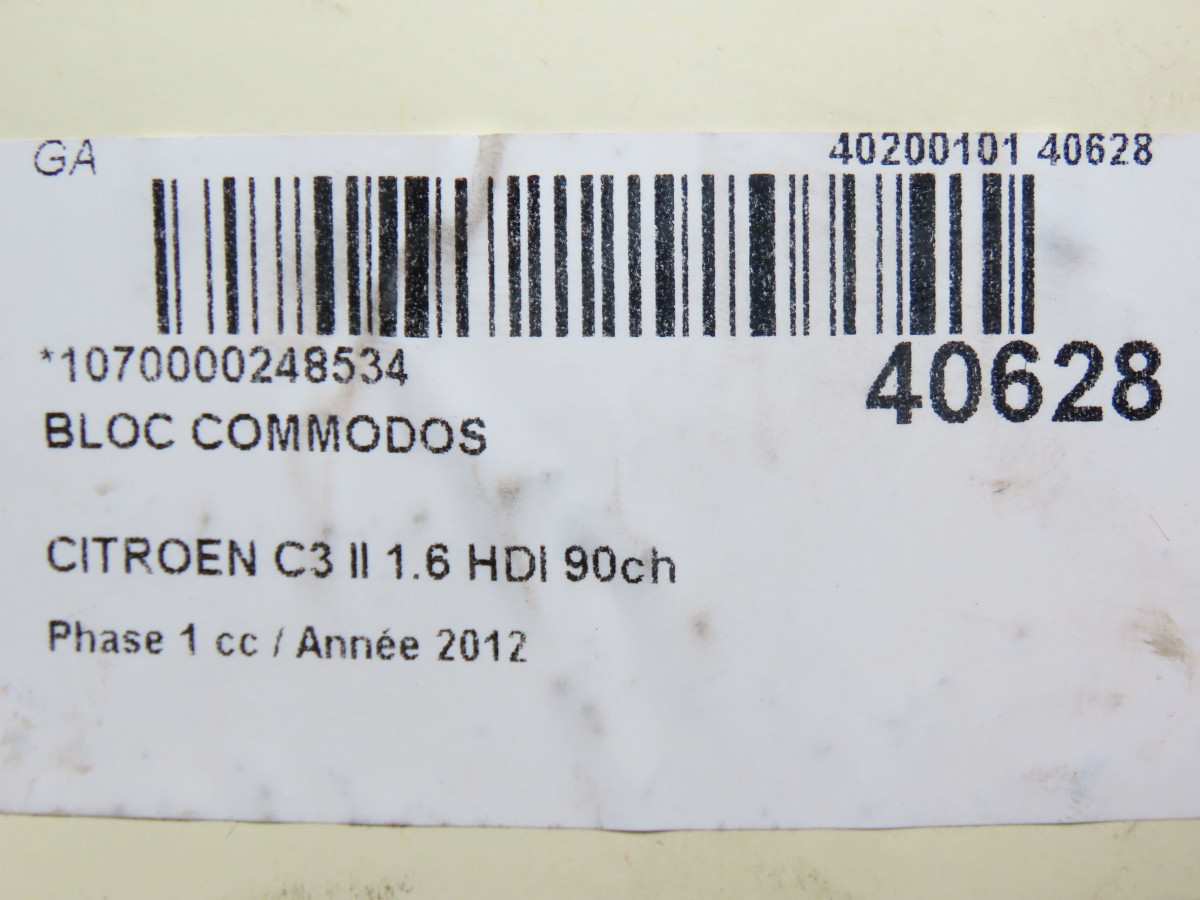 GA
40200101 40628
*1070000248534
40628
BLOC COMMODOS
CITROEN C3 II 1.6 HDI 90ch
Phase 1 cc / Année 2012